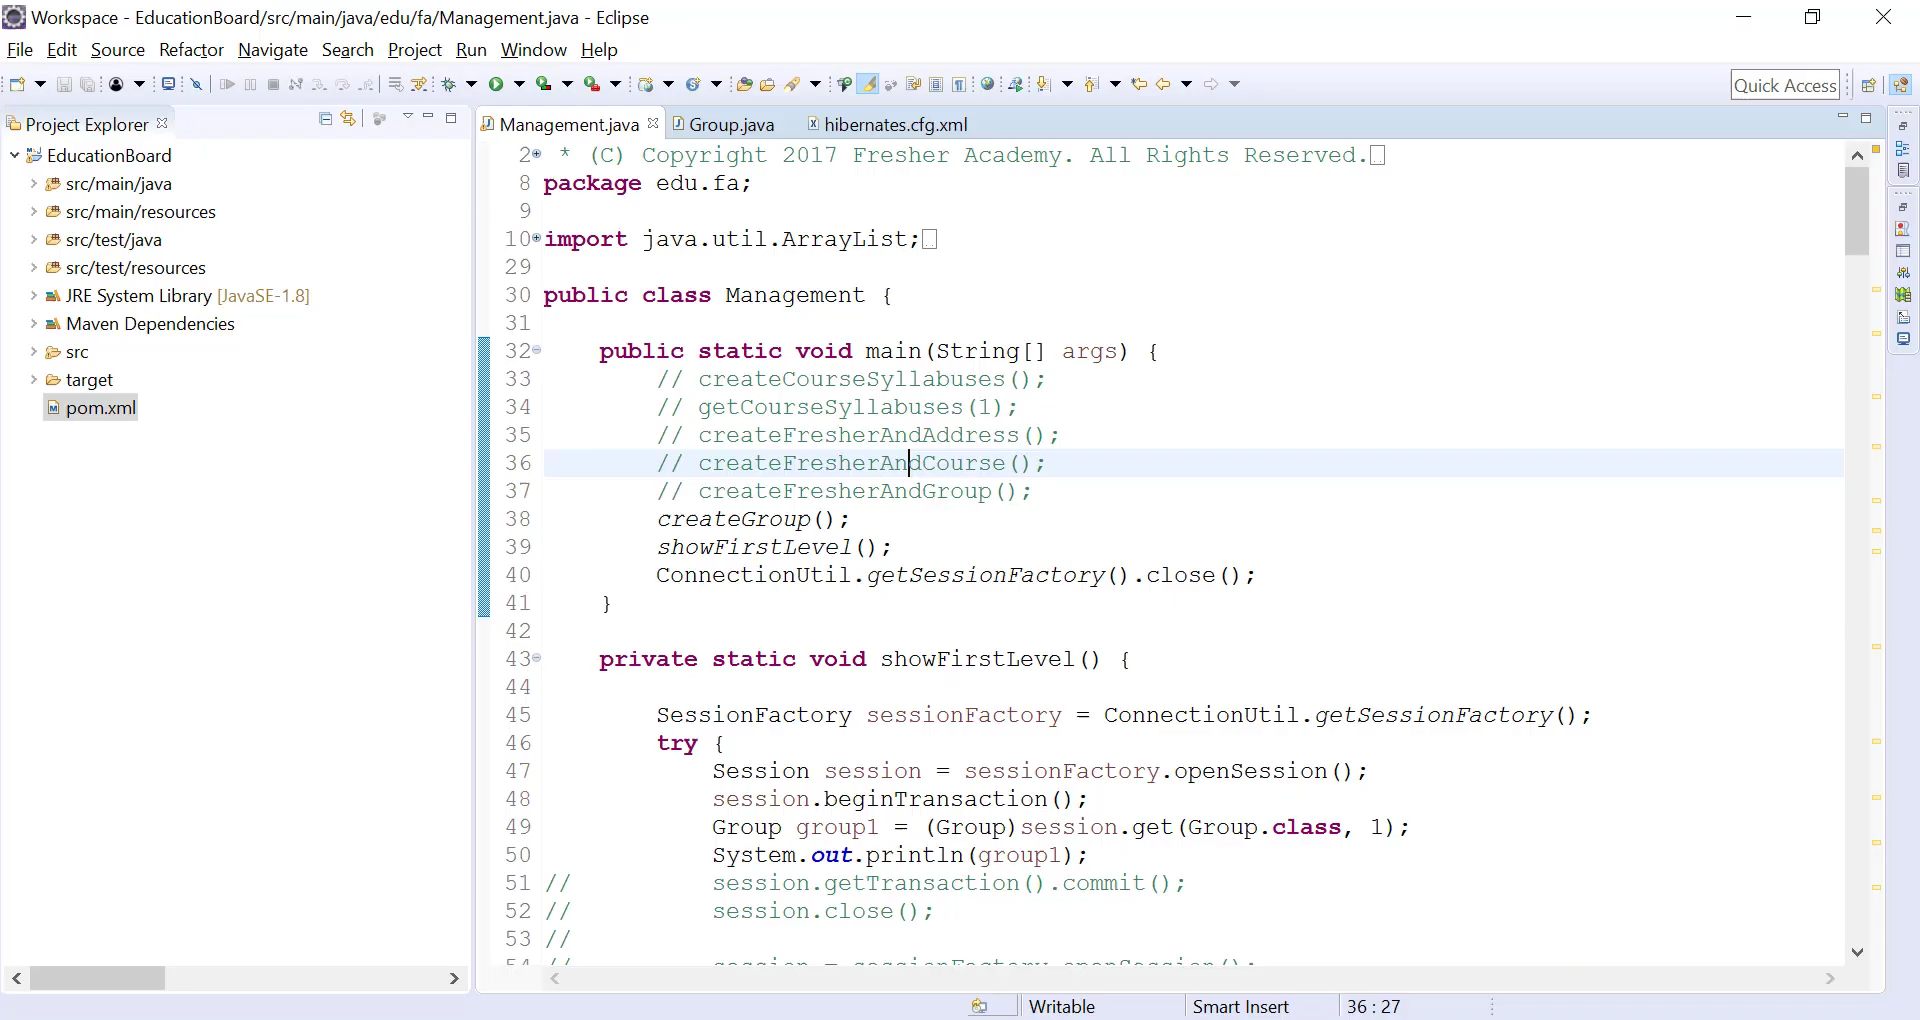 Workspace - EducationBoard/src/main/java/edu/fa/Management.java - Eclipse
File Edit Source Refactor Navigate Search Project Run Window Help
Quick Access
Project Explorer
EducationBoard
src/main/java
src/main/resources
src/test/java
src/test/resources
JRE System Library [JavaSE-1.8]
Maven Dependencies
src
target
pom.xml
Management.java Group.java hibernates.cfg.xml
2 * (C) Copyright 2017 Fresher Academy. All Rights Reserved.
8 package edu.fa;
9
10 import java.util.ArrayList;
29
30 public class Management {
31
32 public static void main(String[] args) {
33 // createCourseSyllabuses();
34 // getCourseSyllabuses(1);
35 // createFresherAndAddress();
36 // createFresherAndCourse();
37 // createFresherAndGroup();
38 createGroup();
39 showFirstLevel();
40 ConnectionUtil.getSessionFactory().close();
41 }
42
43 private static void showFirstLevel() {
44
45 SessionFactory sessionFactory = ConnectionUtil.getSessionFactory();
46 try {
47 Session session = sessionFactory.openSession();
48 session.beginTransaction();
49 Group group1 = (Group)session.get(Group.class, 1);
50 System.out.println(group1);
51 // session.getTransaction().commit();
52 // session.close();
53 //
54 // session = sessionFactory.openSession();
Writable Smart Insert 36 : 27